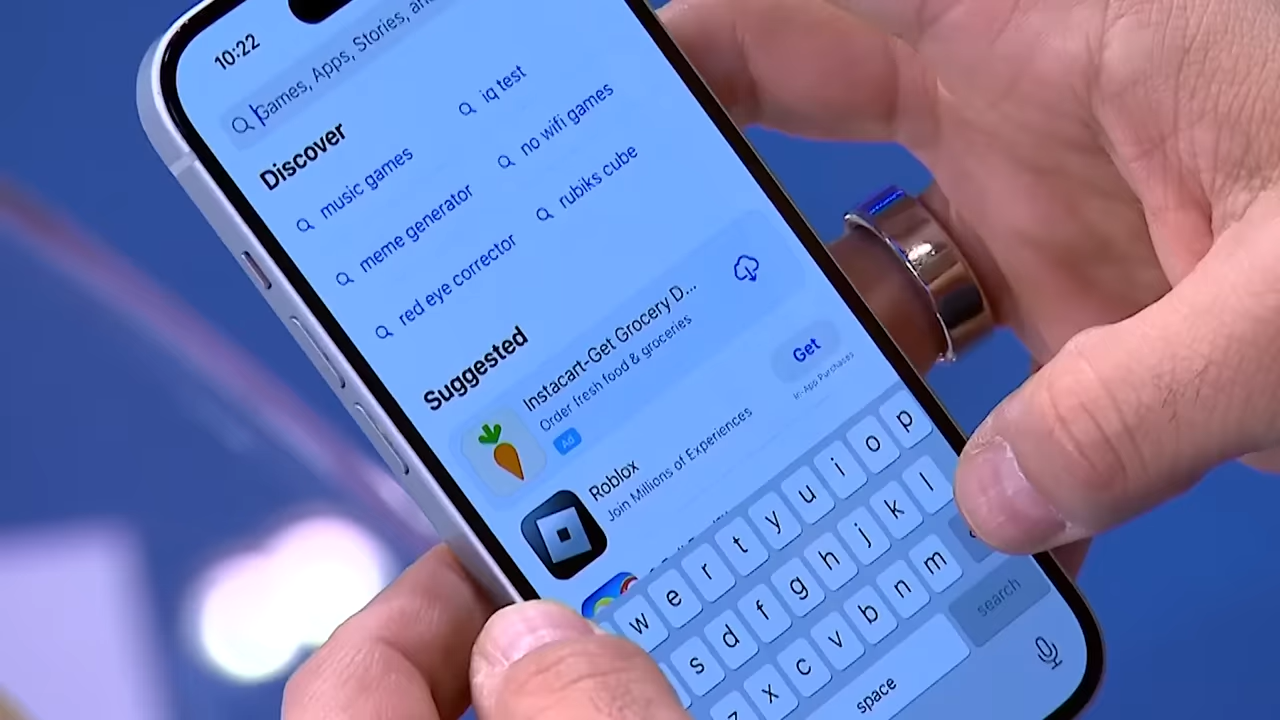 10:22
Games, Apps, Stories, and
Discover
music games
iq test
meme generator
no wifi games
red eye corrector
rubiks cube
Suggested
Instacart-Get Grocery D...
Order fresh food & groceries
Ad
Roblox
Join Millions of Experiences
Get
In-App Purchases
w e r t y u i o p
s d f g h j k l
z x c v b n m
space
search